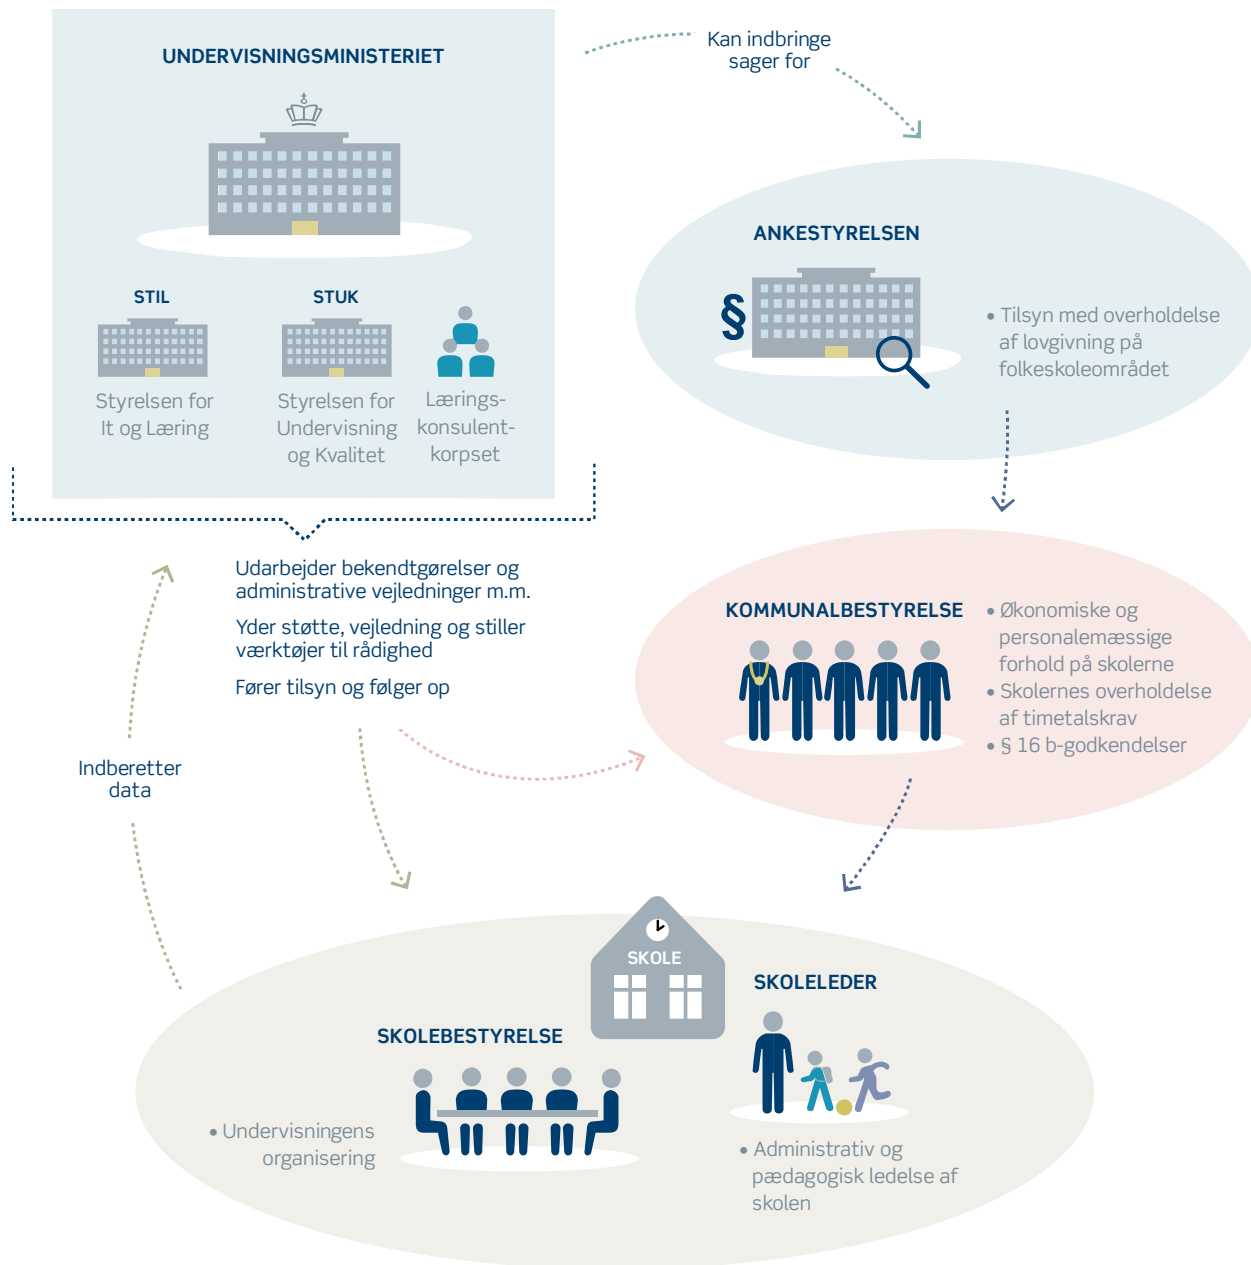 UNDERVISNINGSMINISTERIET
STIL
Styrelsen for
It og Læring
STUK
Styrelsen for
Undervisning
og Kvalitet
Lærings-
konsulent-
korpset
Kan indbringe
sager for
ANKESTYRELSEN
§
• Tilsyn med overholdelse
af lovgivning på
folkeskoleområdet
Udarbejder bekendtgørelser og
administrative vejledninger m.m.
Yder støtte, vejledning og stiller
værktøjer til rådighed
Fører tilsyn og følger op
KOMMUNALBESTYRELSE
• Økonomiske og
personalemæssige
forhold på skolerne
• Skolernes overholdelse
af timetalskrav
• § 16 b-godkendelser
Indberetter
data
SKOLE
SKOLEBESTYRELSE
• Undervisningens
organisering
SKOLELEDER
• Administrativ og
pædagogisk ledelse af
skolen